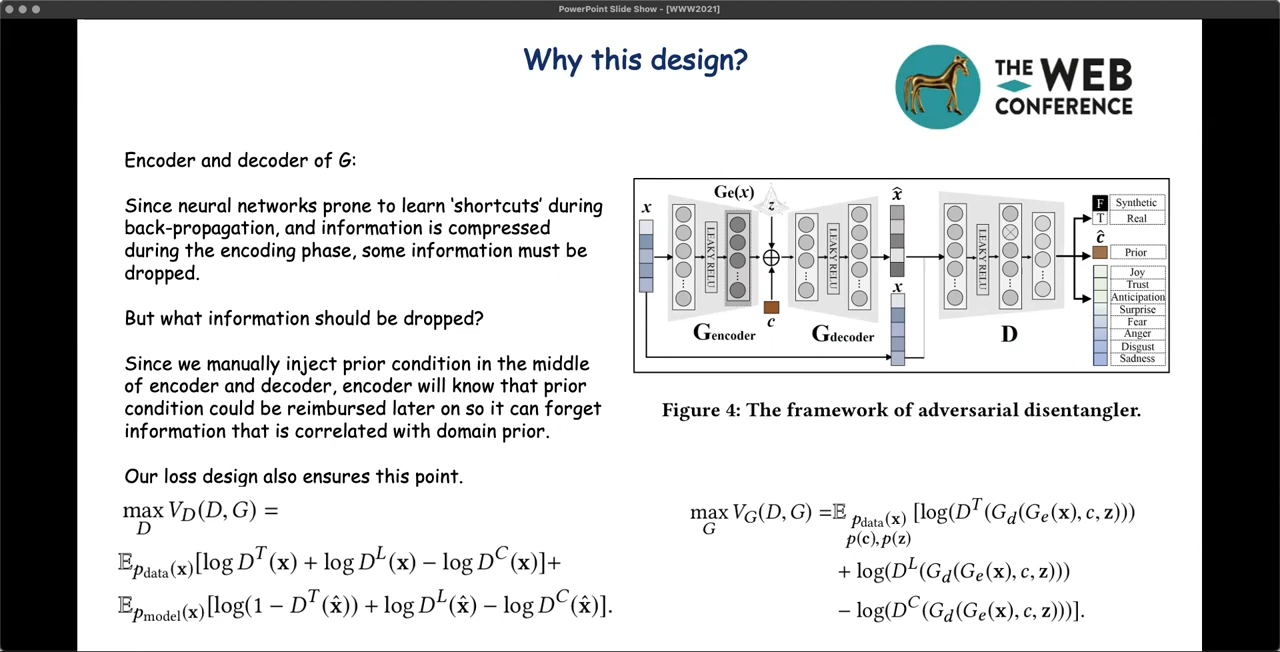 PowerPoint Slide Show - [WWW2021]
Why this design?
THE WEB
CONFERENCE
Encoder and decoder of G:
Since neural networks prone to learn ‘shortcuts’ during
back-propagation, and information is compressed
during the encoding phase, some information must be
dropped.
But what information should be dropped?
Since we manually inject prior condition in the middle
of encoder and decoder, encoder will know that prior
condition could be reimbursed later on so it can forget
information that is correlated with domain prior.
Our loss design also ensures this point.
max_D V_D(D, G) =
𝔼_{p_data(x)}[log D^T(x) + log D^L(x) − log D^C(x)]+
𝔼_{p_model(x)}[log(1 − D^T(x̂)) + log D^L(x̂) − log D^C(x̂)].
x
Ge(x)
z
LEAKY RELU
c
Gencoder
LEAKY RELU
Gdecoder
x̂
x
LEAKY RELU
D
F Synthetic
T Real
ĉ
Prior
Joy
Trust
Anticipation
Surprise
Fear
Anger
Disgust
Sadness
Figure 4: The framework of adversarial disentangler.
max_G V_G(D, G) =𝔼_{p_data(x) p(c),p(z)} [log(D^T(G_d(G_e(x), c, z)))
+ log(D^L(G_d(G_e(x), c, z)))
− log(D^C(G_d(G_e(x), c, z)))].